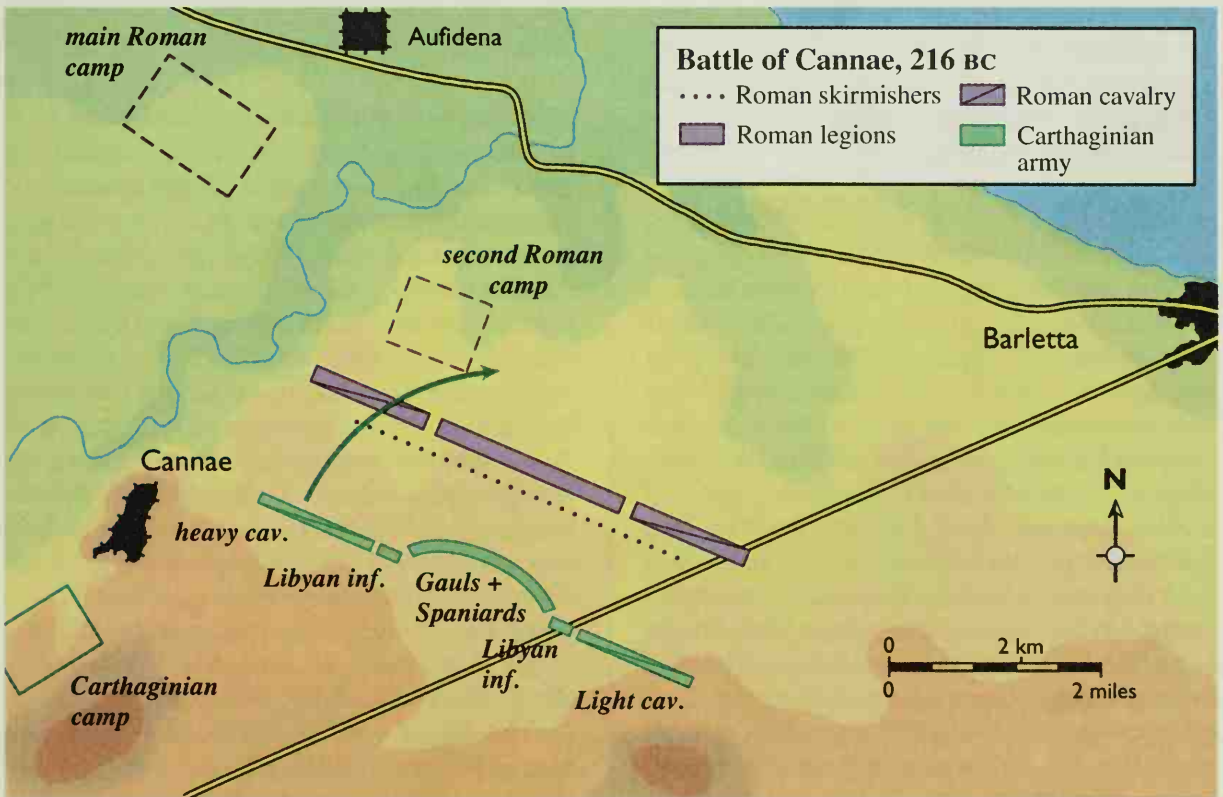 main Roman
camp
Aufidena
Battle of Cannae, 216 BC
Roman skirmishers
Roman cavalry
Roman legions
Carthaginian
army
second Roman
camp
Barletta
Cannae
heavy cav.
Libyan inf.
Gauls +
Spaniards
Libyan
inf.
Light cav.
Carthaginian
camp
N
0 2 km
0 2 miles